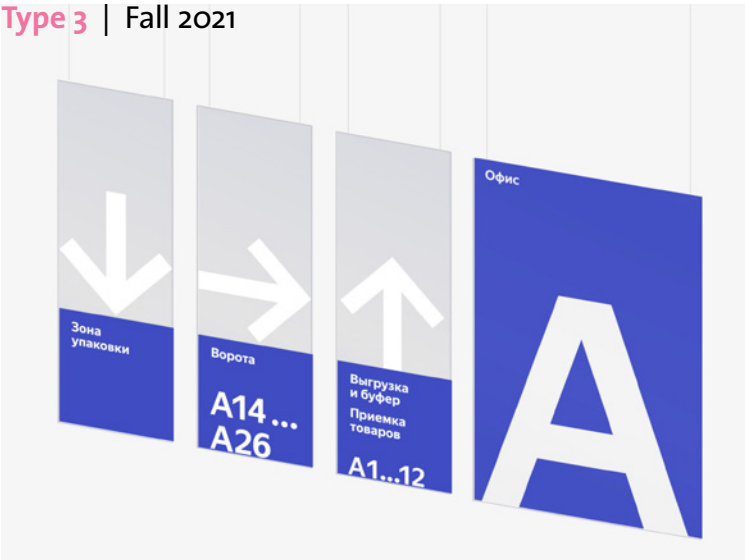 Type 3 | Fall 2021
Зона
упаковки
Ворота
A14...
A26
Выгрузка
и буфер
Приемка
товаров
A1...12
Офис
A